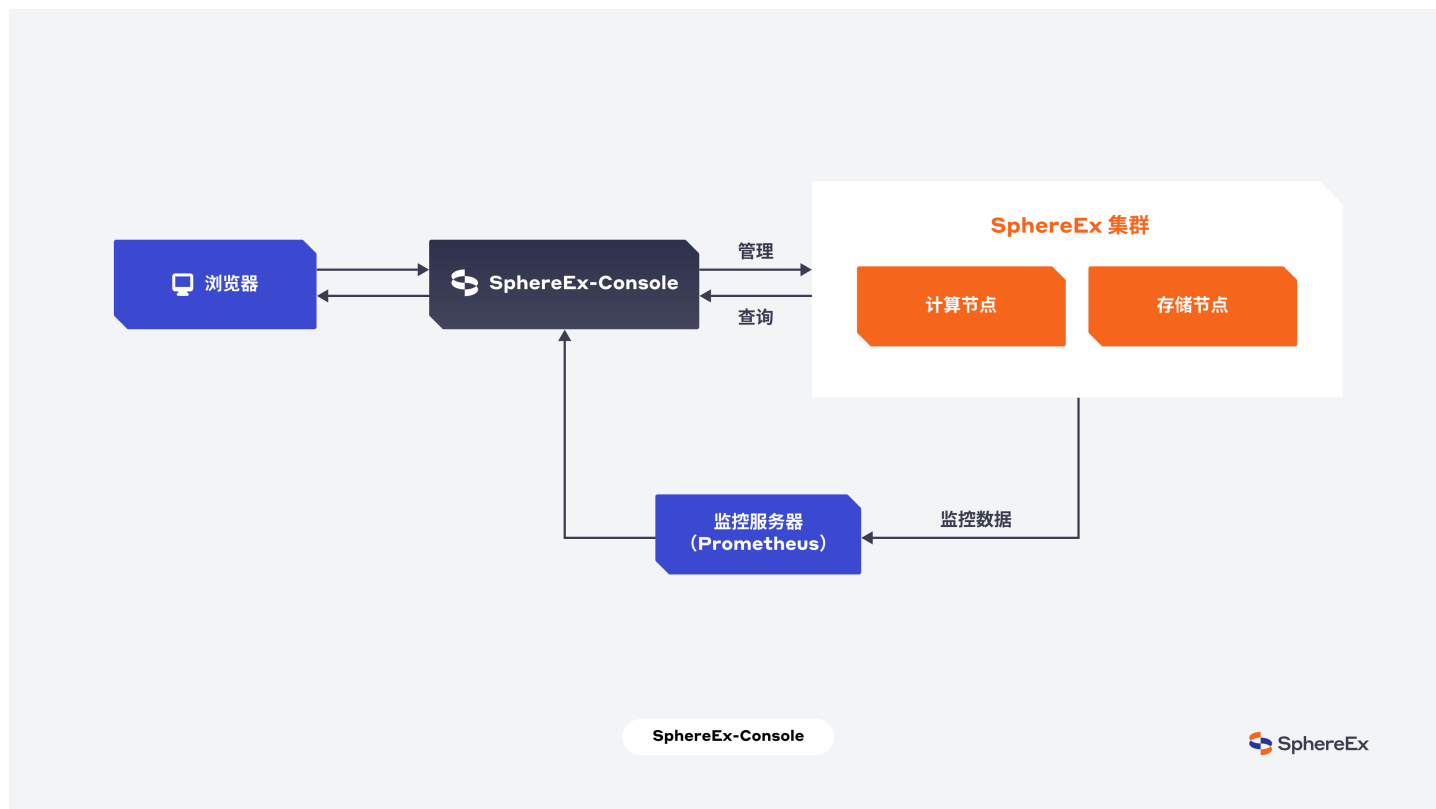 SphereEx 集群
管理
浏览器
SphereEx-Console
计算节点
存储节点
查询
监控服务器
（Prometheus）
监控数据
SphereEx-Console
SphereEx